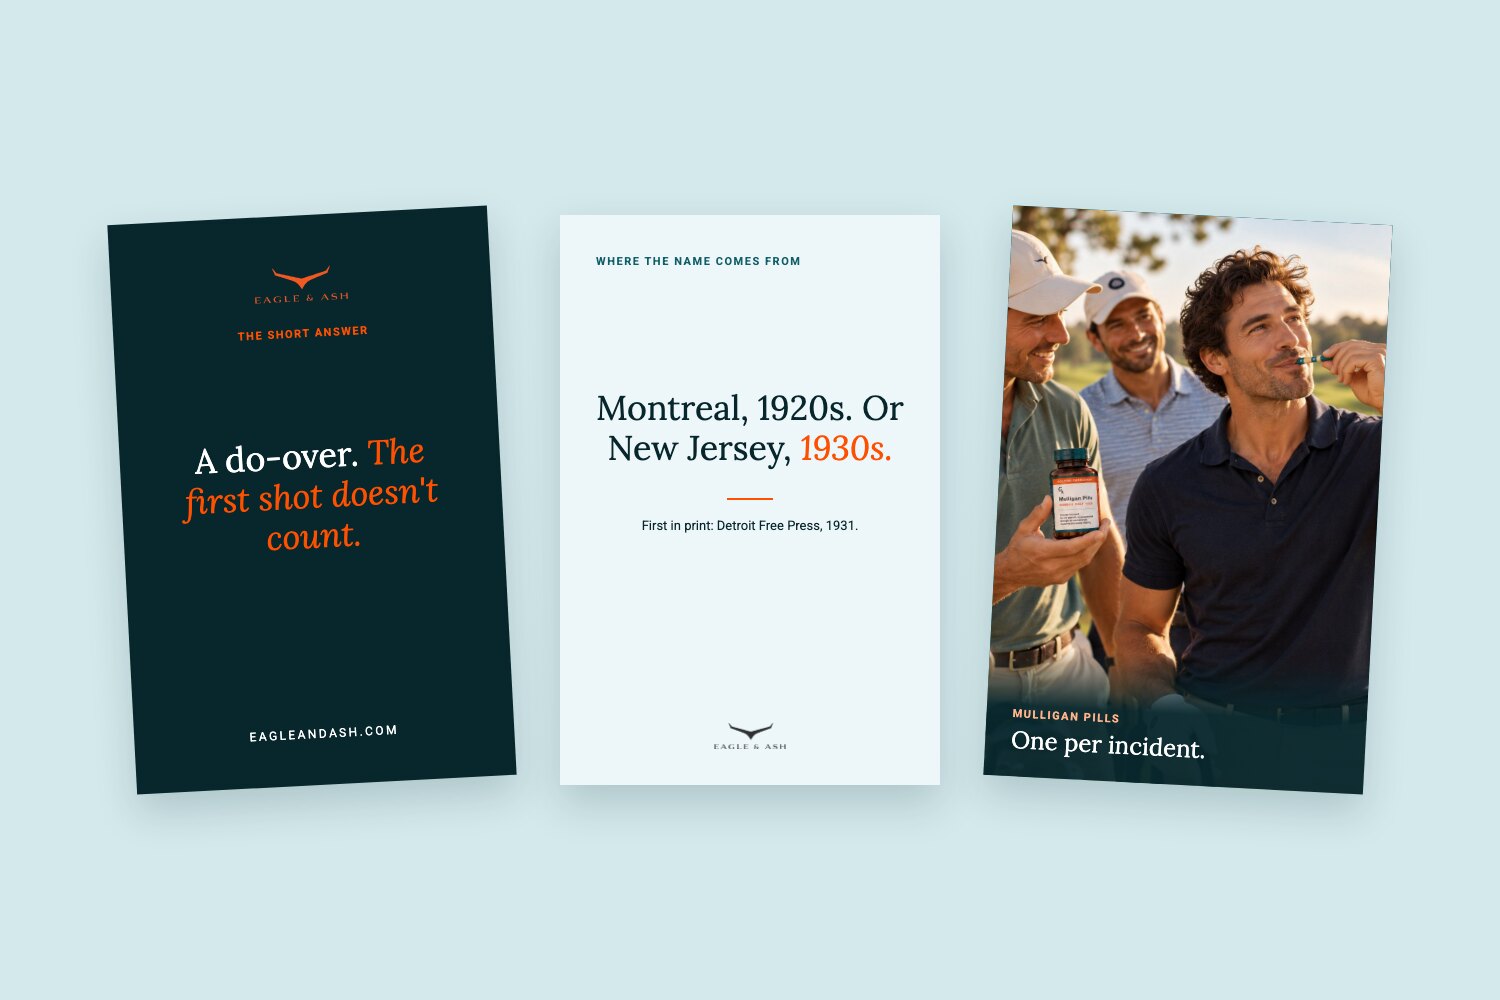 EAGLE & ASH
THE SHORT ANSWER
A do-over. The
first shot doesn't
count.
EAGLEANDASH.COM
WHERE THE NAME COMES FROM
Montreal, 1920s. Or
New Jersey, 1930s.
First in print: Detroit Free Press, 1931.
EAGLE & ASH
Mulligan Pills
MULLIGAN PILLS
One per incident.